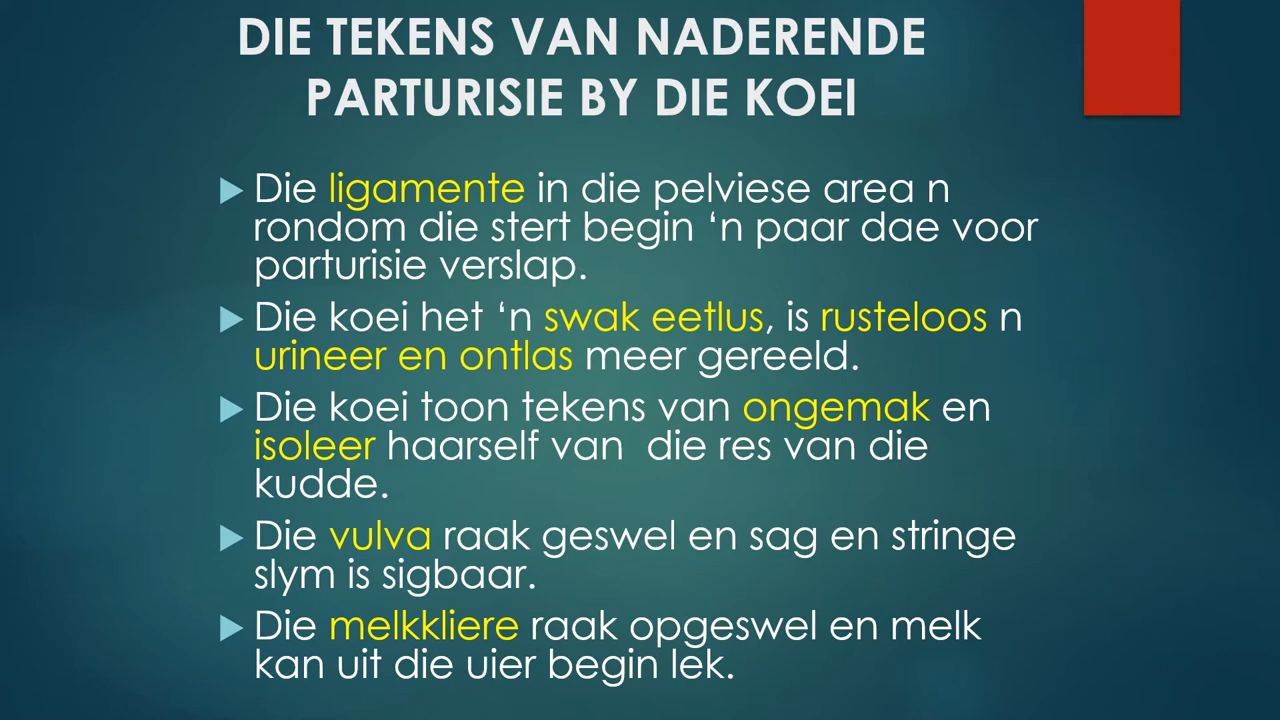 DIE TEKENS VAN NADERENDE
PARTURISIE BY DIE KOEI
Die ligamente in die pelviese area n
rondom die stert begin ‘n paar dae voor
parturisie verslap.
Die koei het ‘n swak eetlus, is rusteloos n
urineer en ontlas meer gereeld.
Die koei toon tekens van ongemak en
isoleer haarself van  die res van die
kudde.
Die vulva raak geswel en sag en stringe
slym is sigbaar.
Die melkkliere raak opgeswel en melk
kan uit die uier begin lek.